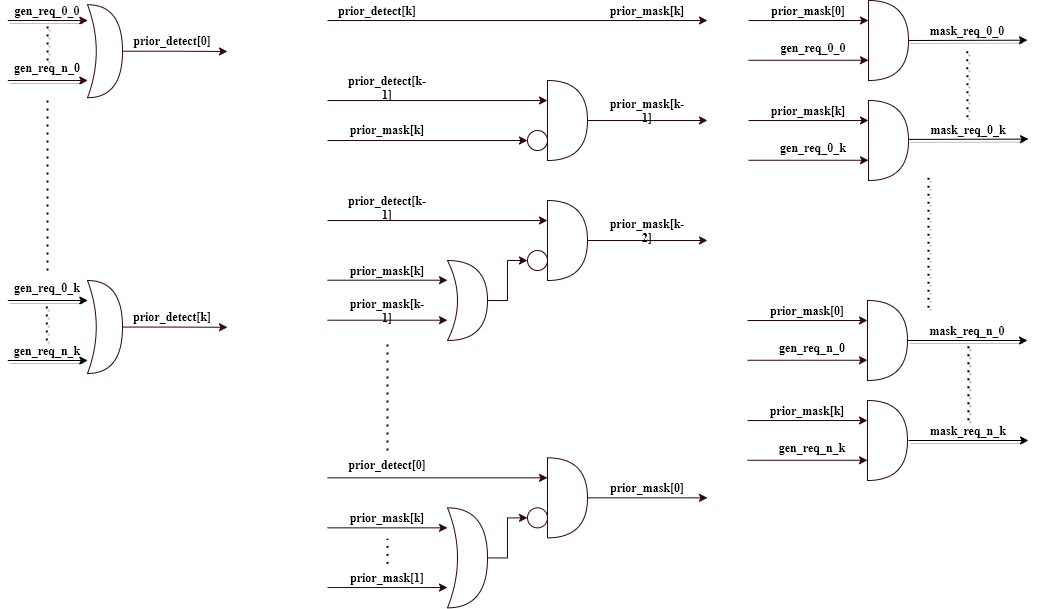 gen_req_0_0
prior_detect[0]
gen_req_n_0
gen_req_0_k
prior_detect[k]
gen_req_n_k
prior_detect[k]
prior_mask[k]
prior_detect[k-
1]
prior_mask[k-
1]
prior_mask[k]
prior_detect[k-
1]
prior_mask[k-
2]
prior_mask[k]
prior_mask[k-
1]
prior_detect[0]
prior_mask[0]
prior_mask[k]
prior_mask[1]
prior_mask[0]
mask_req_0_0
gen_req_0_0
prior_mask[k]
mask_req_0_k
gen_req_0_k
prior_mask[0]
mask_req_n_0
gen_req_n_0
prior_mask[k]
mask_req_n_k
gen_req_n_k